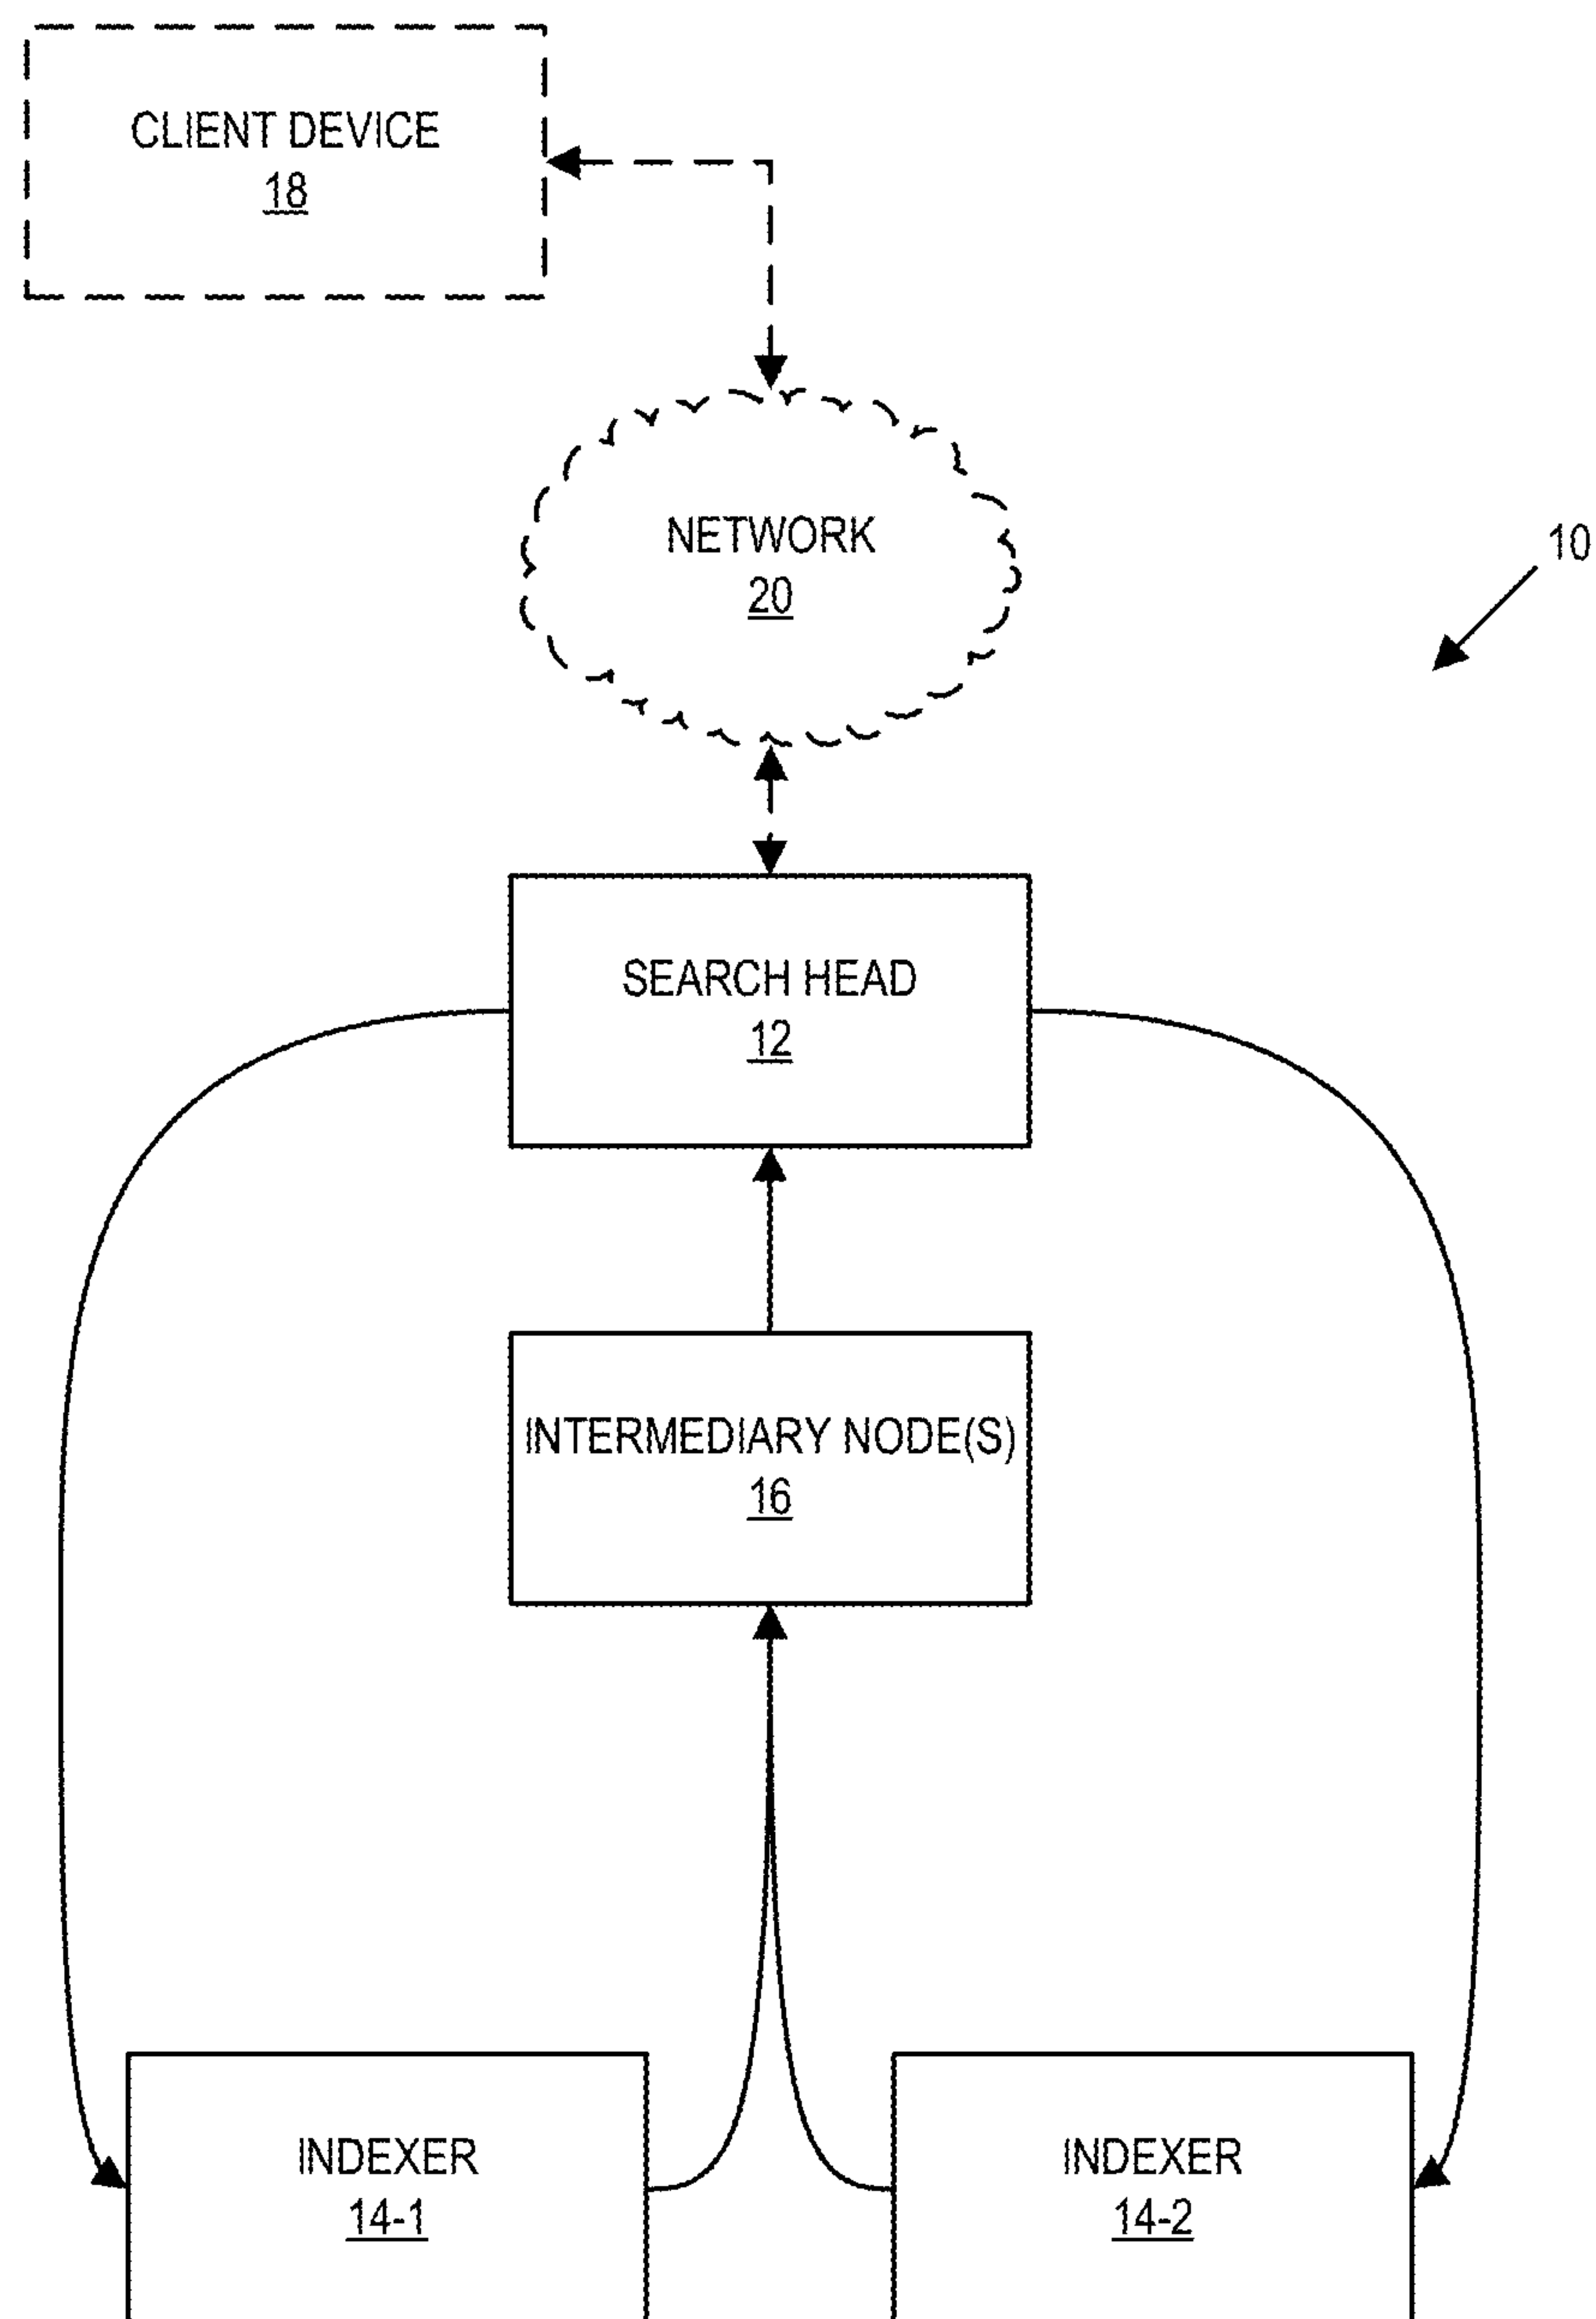 CLIENT DEVICE
18
NETWORK
20
10
SEARCH HEAD
12
INTERMEDIARY NODE(S)
16
INDEXER
14-1
INDEXER
14-2